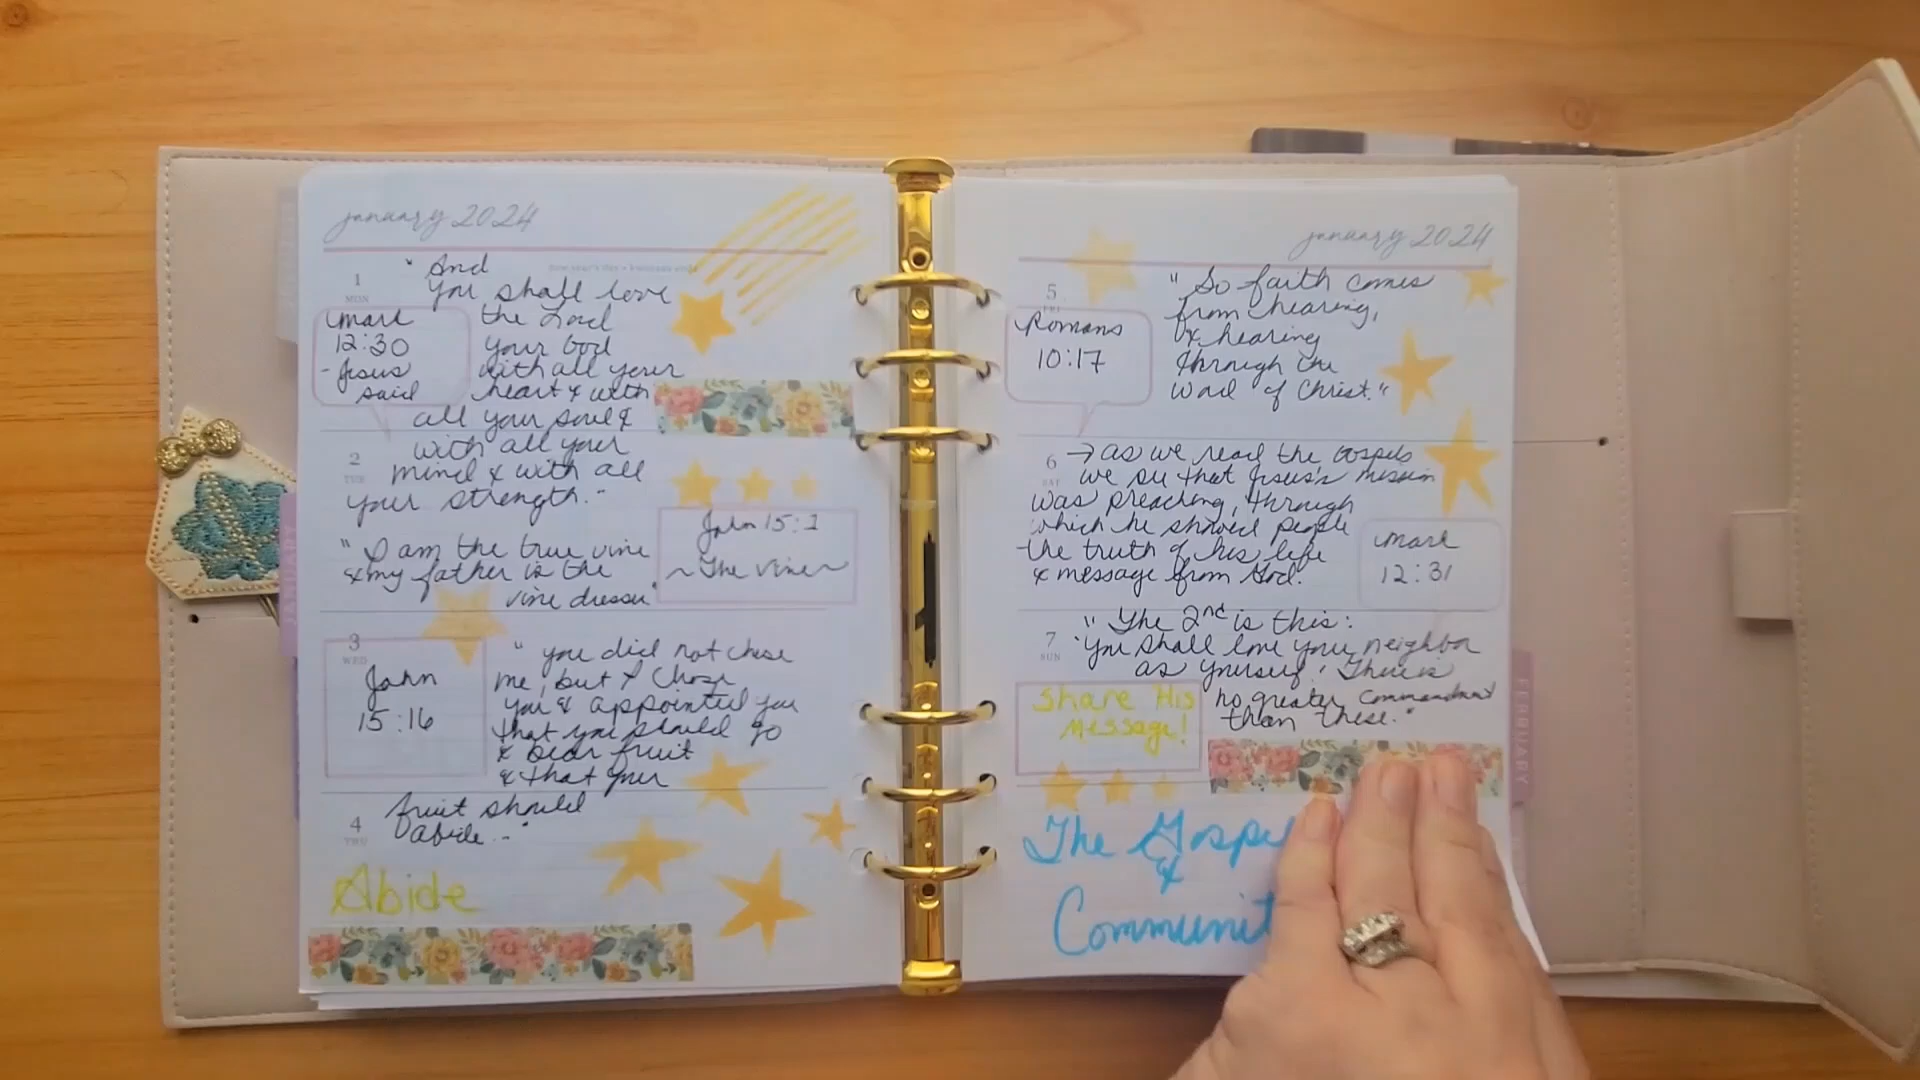 january 2024
1
MON
" And
you shall love
the Lord
your God
with all your
heart & with
all your soul &
with all your
mind & with all
your strength."
Mark
12:30
- Jesus
said
2
TUE
" I am the true vine
& my father is the
vine dresser"
John 15:1
~The Vine~
3
WED
John
15:16
" you did not chose
me, but I chose
you & appointed you
that you should go
& bear fruit
& that your
4
THU
fruit should
abide.."
Abide
january 2024
5
Romans
10:17
" So faith comes
from hearing,
& hearing
through the
word of Christ."
6
SAT
→ as we read the Gospels
we see that Jesus's mission
was preaching, through
which he showed people
the truth of his life
& message from God.
Mark
12:31
7
SUN
" The 2nd is this:
'You shall love your neighbor
as yourself.' There is
no greater commandment
than these."
Share His
Message!
The Gospe
&
Communit
JANUARY
FEBRUARY